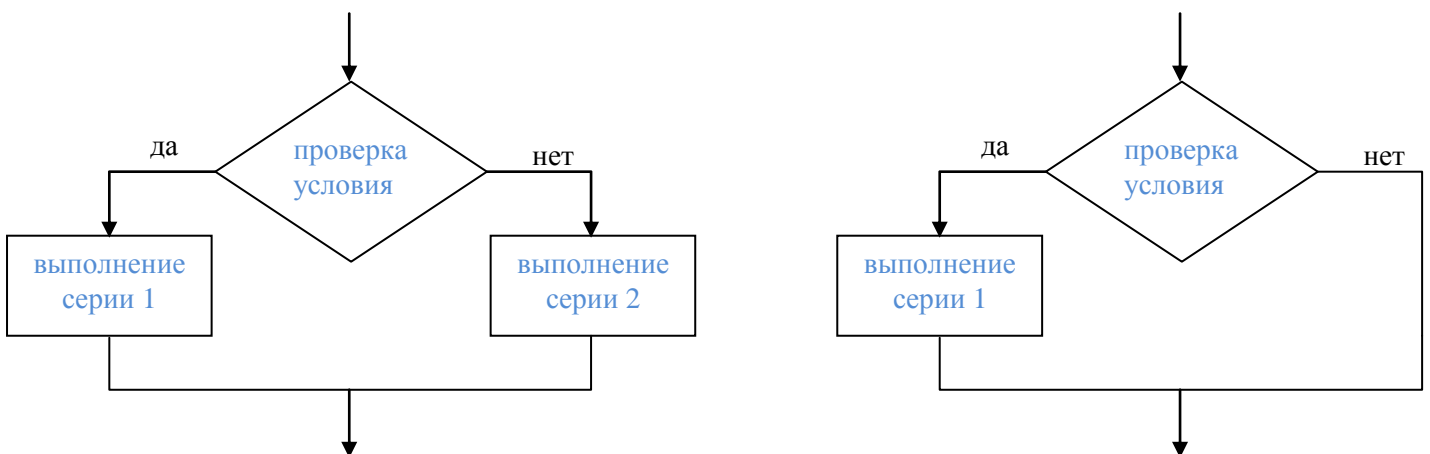 да
проверка
условия
нет
выполнение
серии 1
выполнение
серии 2
да
проверка
условия
нет
выполнение
серии 1